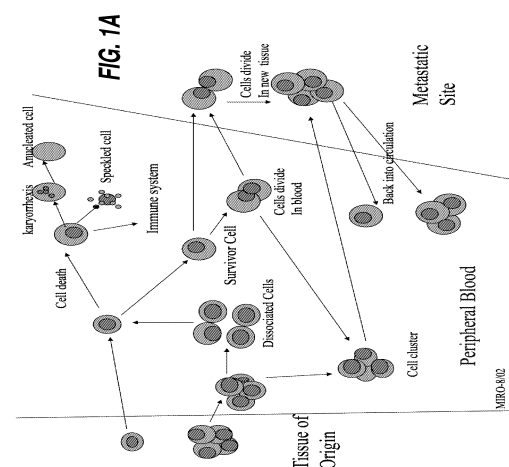 FIG. 1A
karyorrhexis
Anucleated cell
Speckled cell
Cell death
Immune system
Survivor Cell
Cells divide
In blood
Cells divide
In new tissue
Dissociated Cells
Cell cluster
Back into circulation
Metastatic
Site
Peripheral Blood
Tissue of
Origin
MIRO-8/02